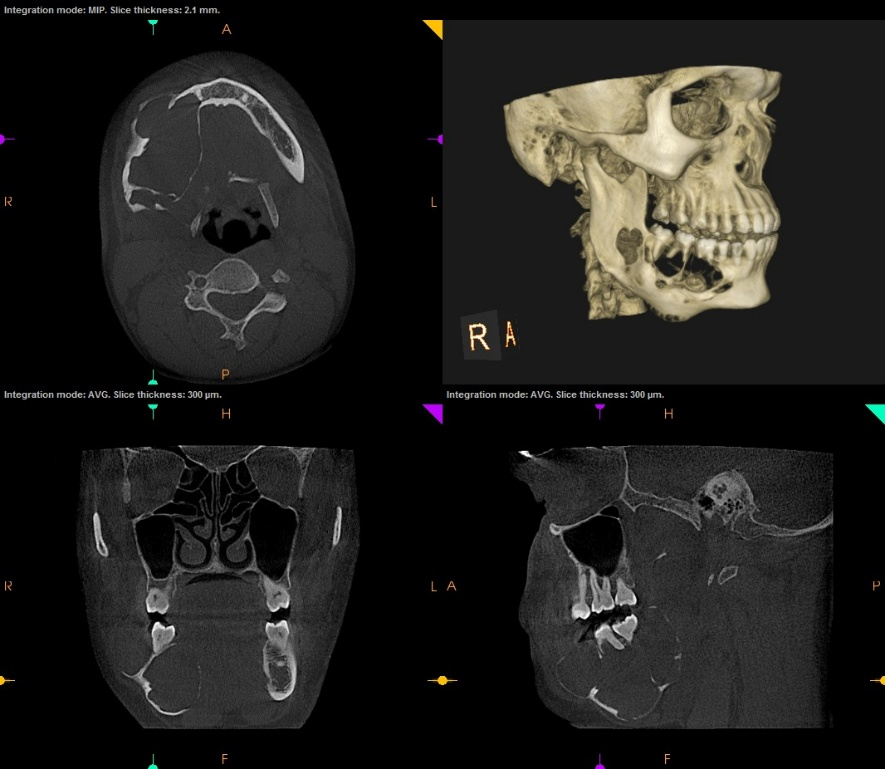 Integration mode: MIP. Slice thickness: 2.1 mm.
A
R
L
P
R A
Integration mode: AVG. Slice thickness: 300 µm.
H
R
L
F
Integration mode: AVG. Slice thickness: 300 µm.
H
A
P
F